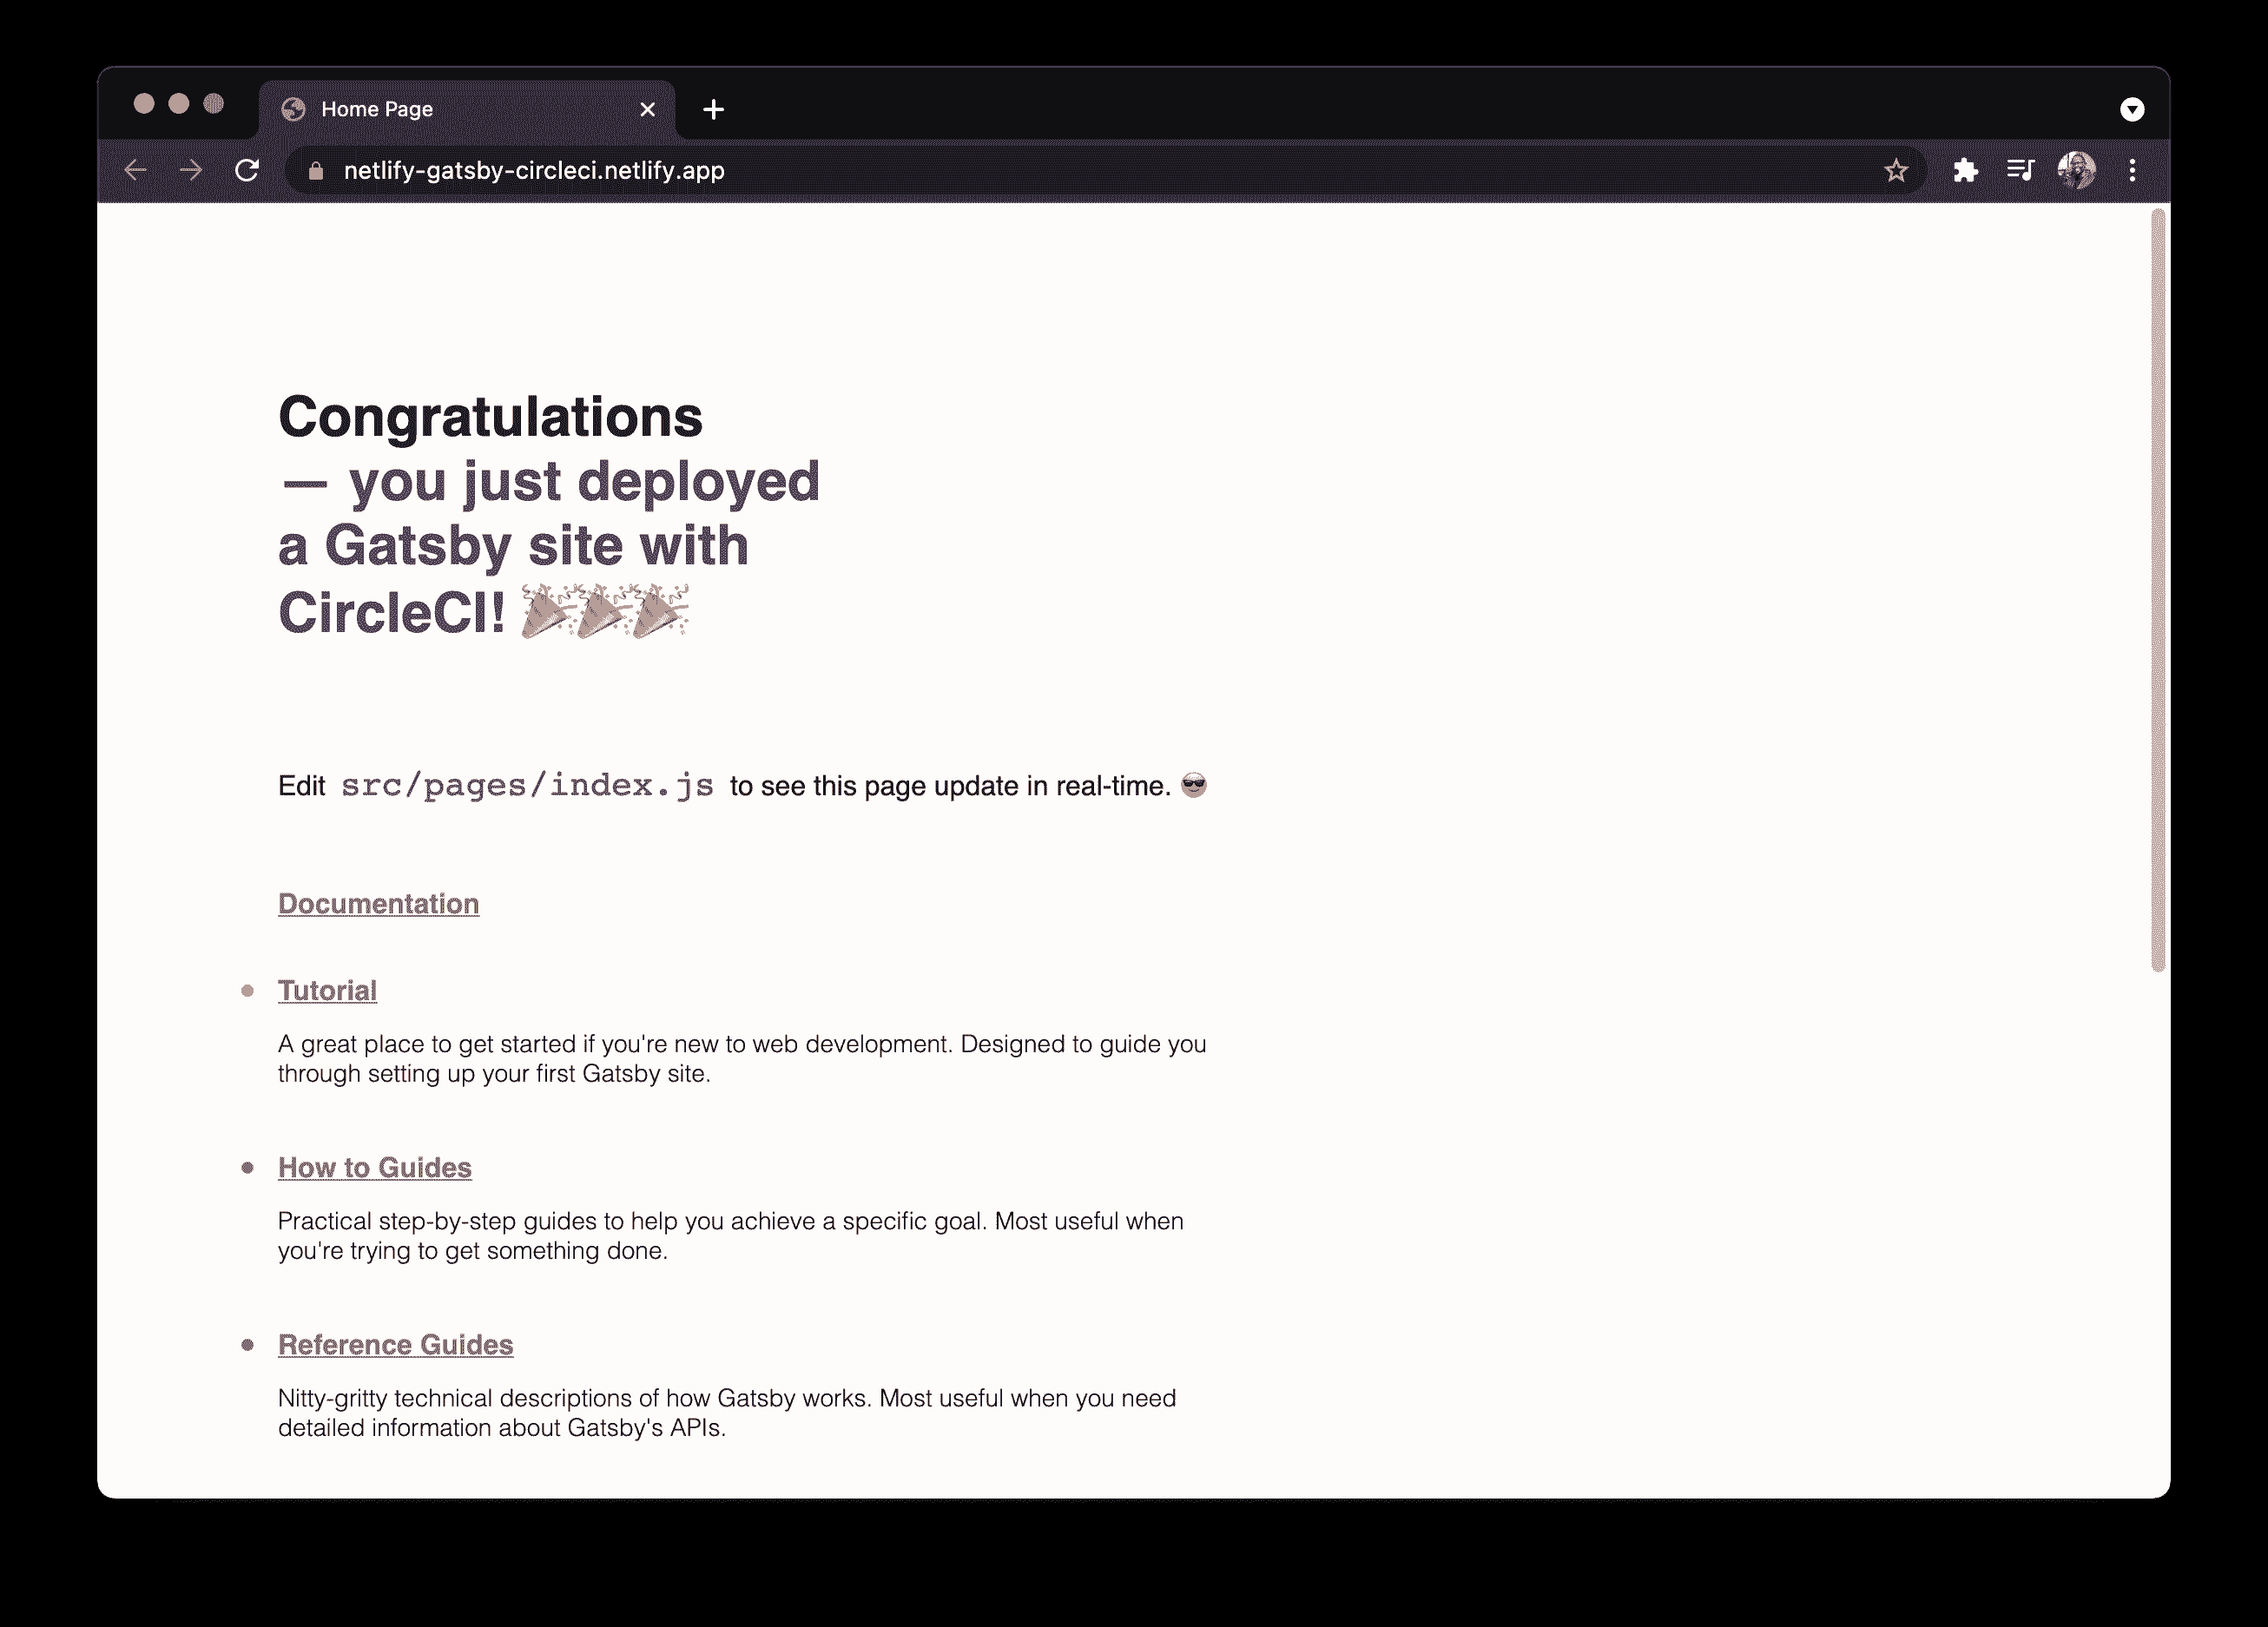 Home Page
netlify-gatsby-circleci.netlify.app
Congratulations
— you just deployed
a Gatsby site with
CircleCI! 🎉🎉🎉
Edit src/pages/index.js to see this page update in real-time. 😎
Documentation
Tutorial
A great place to get started if you're new to web development. Designed to guide you
through setting up your first Gatsby site.
How to Guides
Practical step-by-step guides to help you achieve a specific goal. Most useful when
you're trying to get something done.
Reference Guides
Nitty-gritty technical descriptions of how Gatsby works. Most useful when you need
detailed information about Gatsby's APIs.